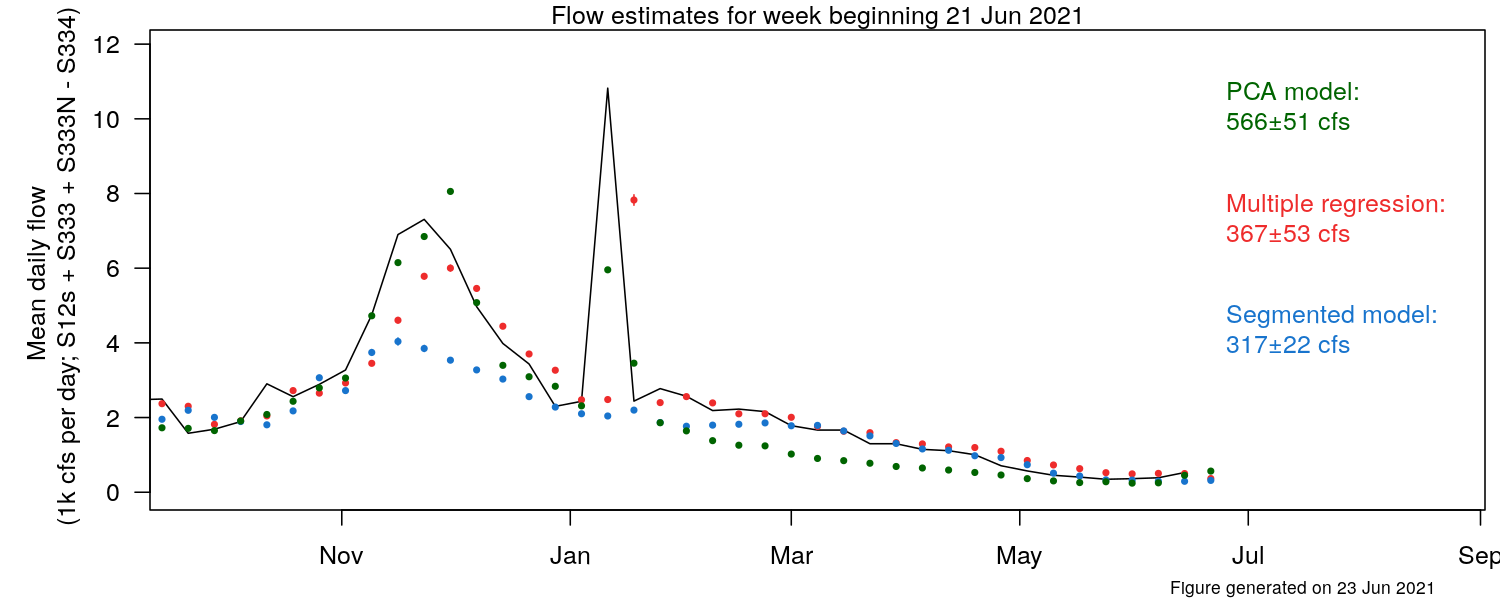 Flow estimates for week beginning 21 Jun 2021
Mean daily flow
(1k cfs per day; S12s + S333 + S333N - S334)
12
10
8
6
4
2
0
PCA model:
566±51 cfs
Multiple regression:
367±53 cfs
Segmented model:
317±22 cfs
Nov
Jan
Mar
May
Jul
Sep
Figure generated on 23 Jun 2021